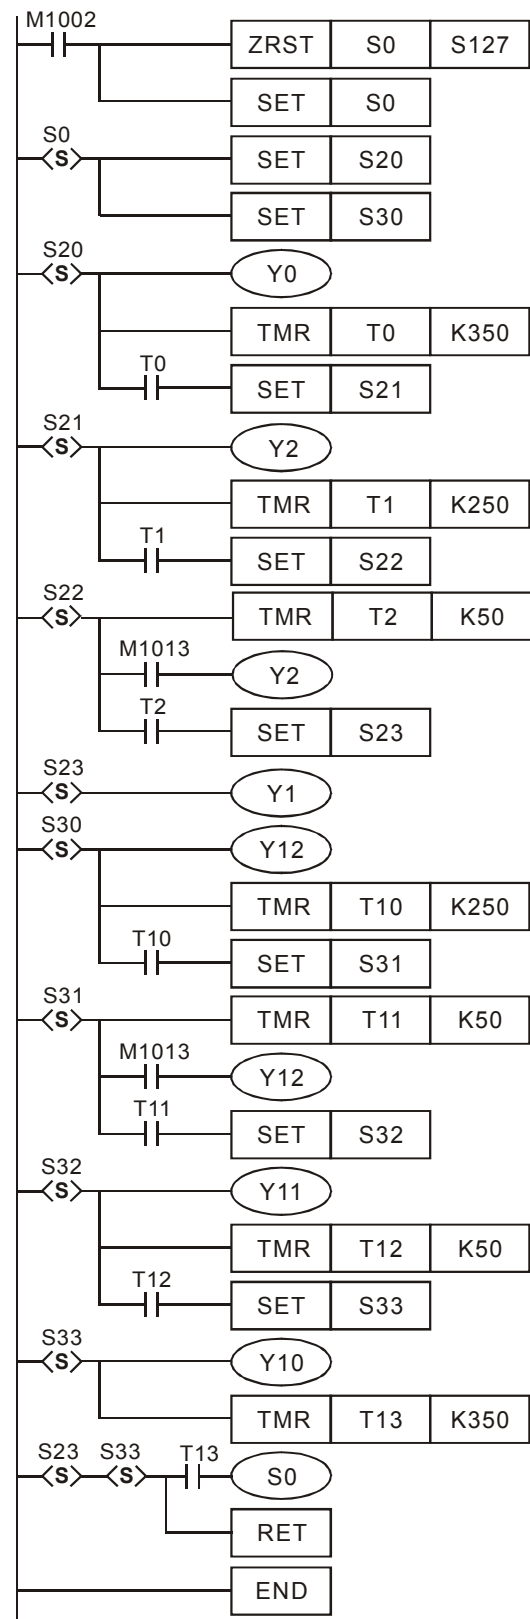 M1002
ZRST S0 S127
SET S0
S0
S SET S20
SET S30
S20
S Y0
TMR T0 K350
T0
SET S21
S21
S Y2
TMR T1 K250
T1
SET S22
S22
S TMR T2 K50
M1013
Y2
T2
SET S23
S23
S Y1
S30
S Y12
TMR T10 K250
T10
SET S31
S31
S TMR T11 K50
M1013
Y12
T11
SET S32
S32
S Y11
TMR T12 K50
T12
SET S33
S33
S Y10
TMR T13 K350
S23 S33 T13
S S S0
RET
END